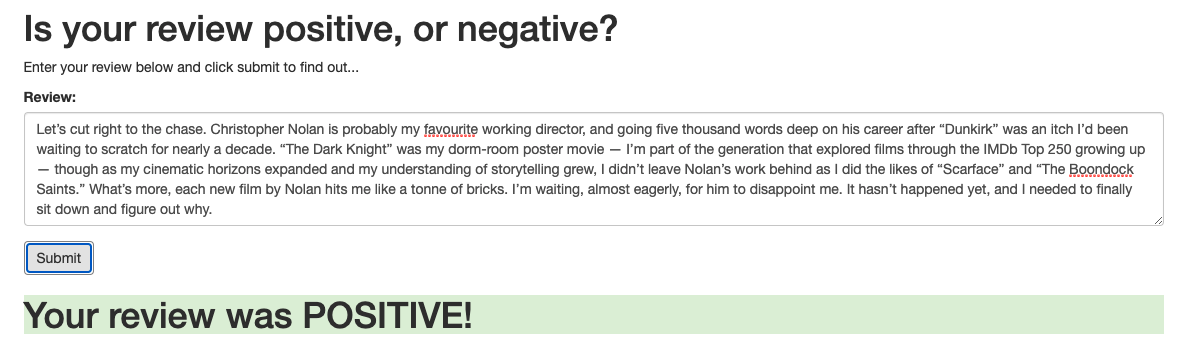 Is your review positive, or negative?
Enter your review below and click submit to find out...
Review:
Let’s cut right to the chase. Christopher Nolan is probably my favourite working director, and going five thousand words deep on his career after “Dunkirk” was an itch I’d been
waiting to scratch for nearly a decade. “The Dark Knight” was my dorm-room poster movie — I’m part of the generation that explored films through the IMDb Top 250 growing up
— though as my cinematic horizons expanded and my understanding of storytelling grew, I didn’t leave Nolan’s work behind as I did the likes of “Scarface” and “The Boondock
Saints.” What’s more, each new film by Nolan hits me like a tonne of bricks. I’m waiting, almost eagerly, for him to disappoint me. It hasn’t happened yet, and I needed to finally
sit down and figure out why.
Submit
Your review was POSITIVE!